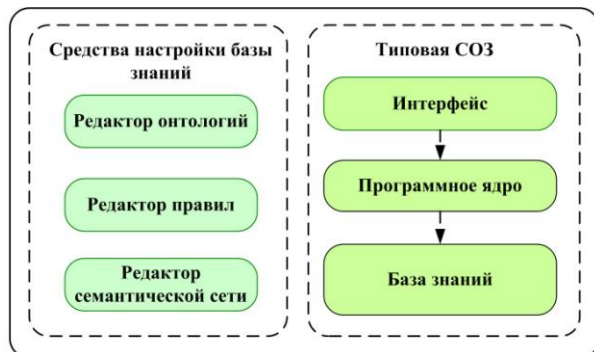 Средства настройки базы
знаний
Редактор онтологий
Редактор правил
Редактор
семантической сети
Типовая СОЗ
Интерфейс
Программное ядро
База знаний